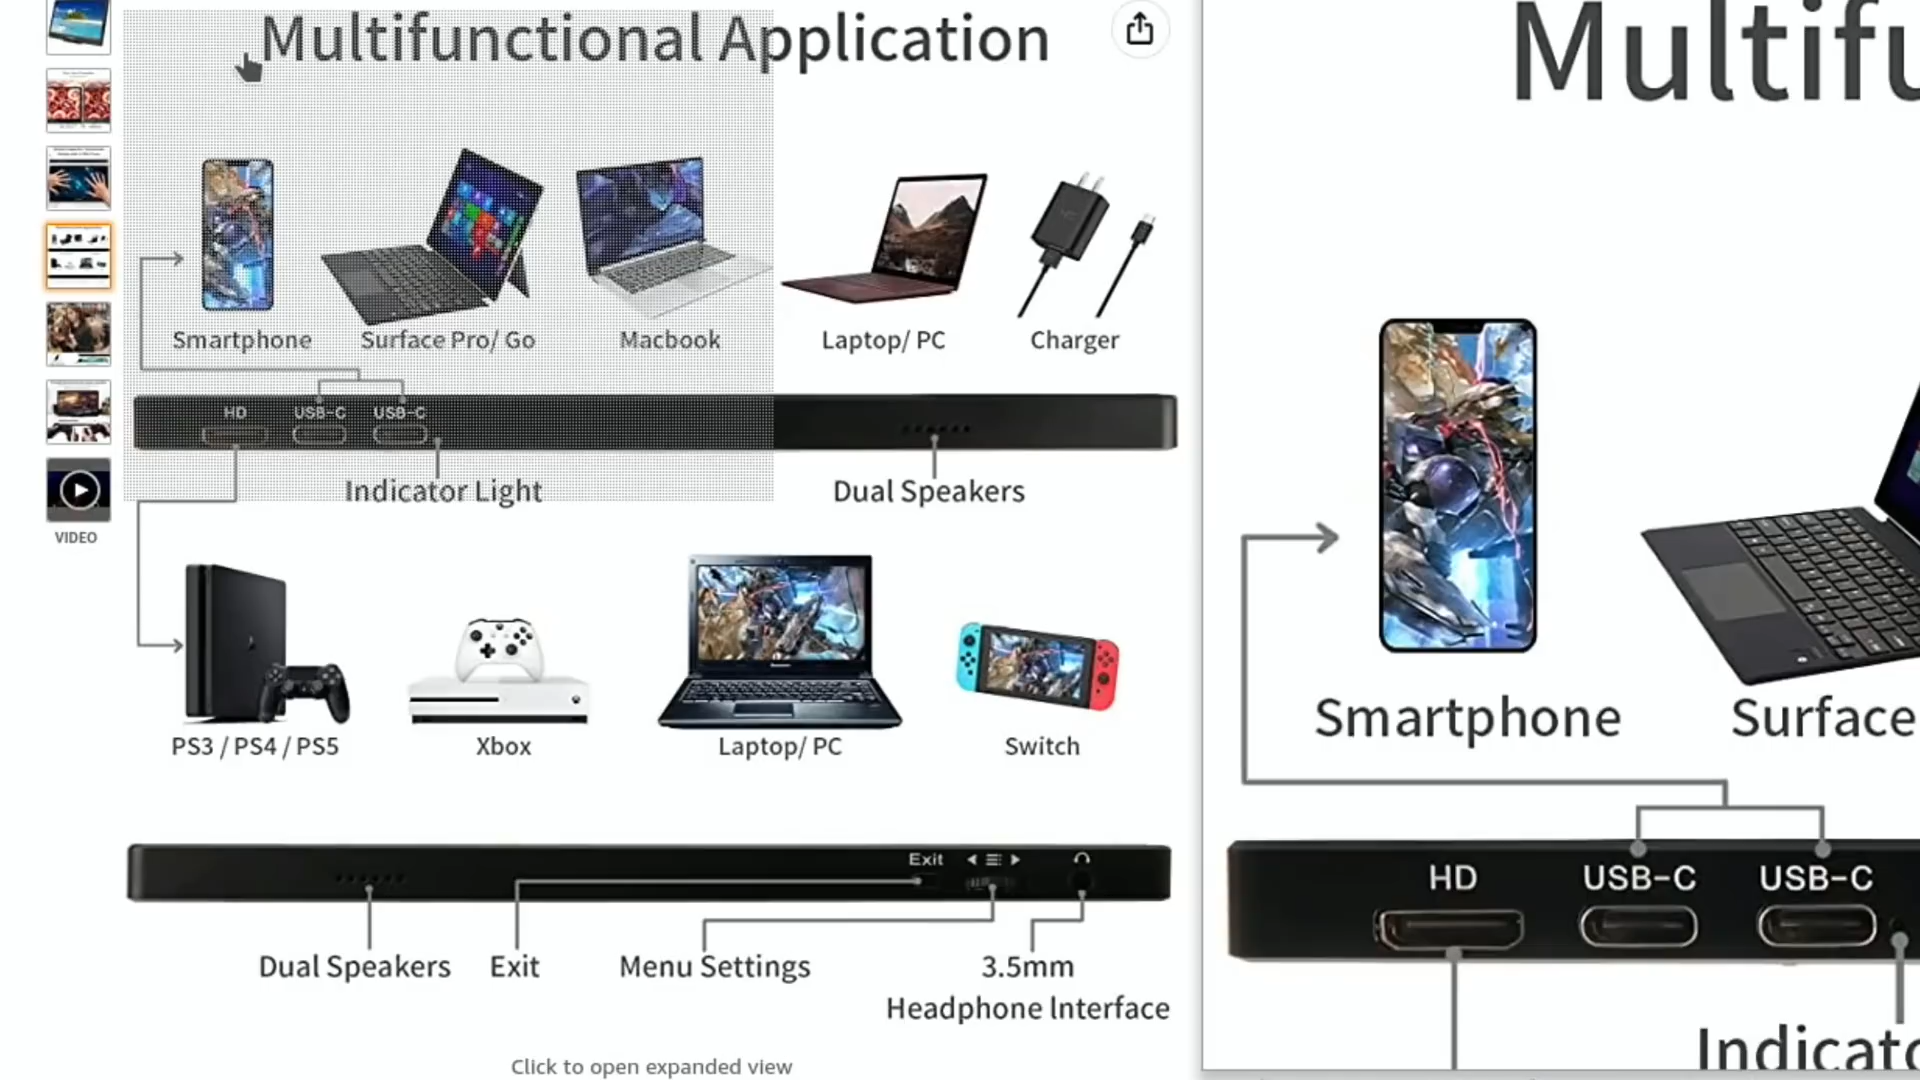 Multifunctional Application
Smartphone
Surface Pro/ Go
Macbook
Laptop/ PC
Charger
HD
USB-C
USB-C
Indicator Light
Dual Speakers
VIDEO
PS3 / PS4 / PS5
Xbox
Laptop/ PC
Switch
Exit
Dual Speakers
Exit
Menu Settings
3.5mm
Headphone Interface
Click to open expanded view
Multifu
Smartphone
Surface
HD
USB-C
USB-C
Indicato